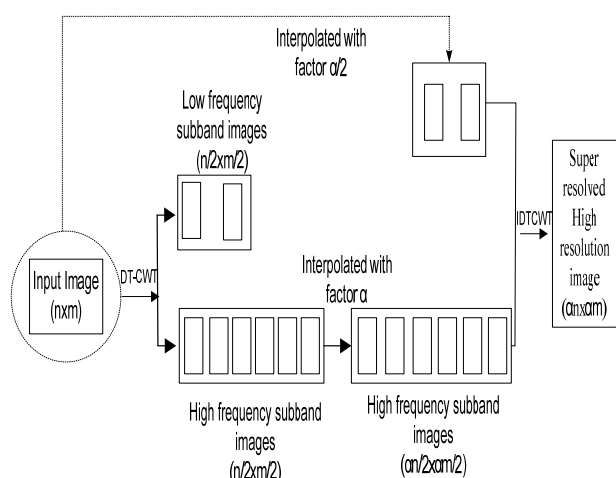 Interpolated with
factor α/2
Low frequency
subband images
(n/2xm/2)
Input Image
(nxm)
DT-CWT
Interpolated with
factor α
High frequency subband
images
(n/2xm/2)
High frequency subband
images
(αn/2xαm/2)
IDTCWT
Super
resolved
High
resolution
image
(αnxαm)